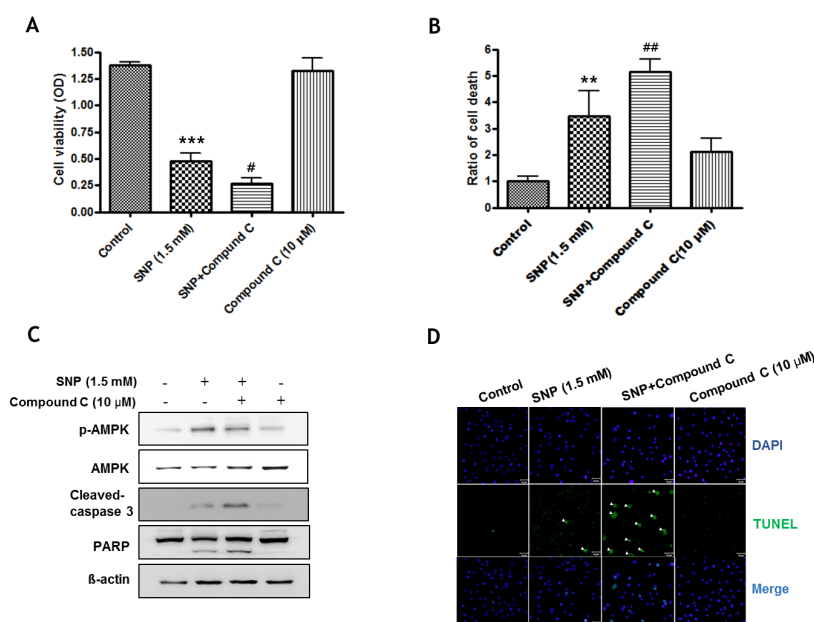 A
Cell viability (OD)
1.50
1.25
1.00
0.75
0.50
0.25
0.00
***
#
Control
SNP (1.5 mM)
SNP+Compund C
Compound C (10 µM)
B
Ratio of cell death
6
5
4
3
2
1
0
**
##
Control
SNP(1.5 mM)
SNP+Compound C
Compound C(10 µM)
C
SNP (1.5 mM) - + + -
Compound C (10 µM) - - + +
p-AMPK
AMPK
Cleaved-
caspase 3
PARP
ß-actin
D
Control
SNP (1.5 mM)
SNP+Compound C
Compound C (10 µM)
DAPI
TUNEL
Merge